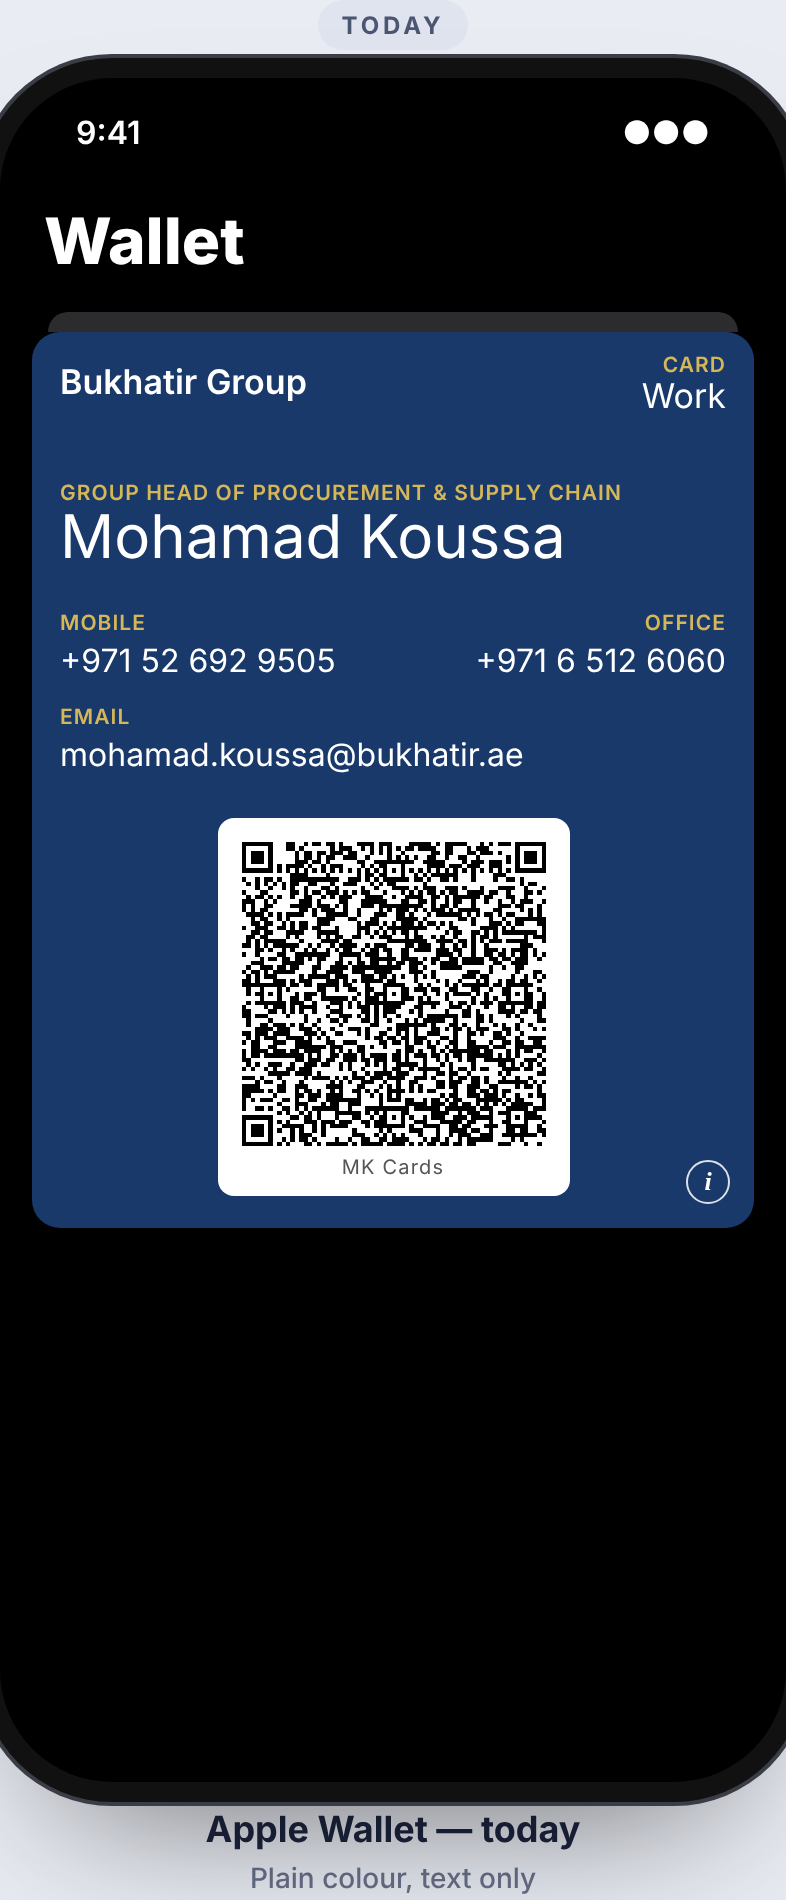 TODAY
9:41
Wallet
Bukhatir Group
CARD
Work
GROUP HEAD OF PROCUREMENT & SUPPLY CHAIN
Mohamad Koussa
MOBILE
OFFICE
+971 52 692 9505
+971 6 512 6060
EMAIL
mohamad.koussa@bukhatir.ae
MK Cards
i
Apple Wallet — today
Plain colour, text only